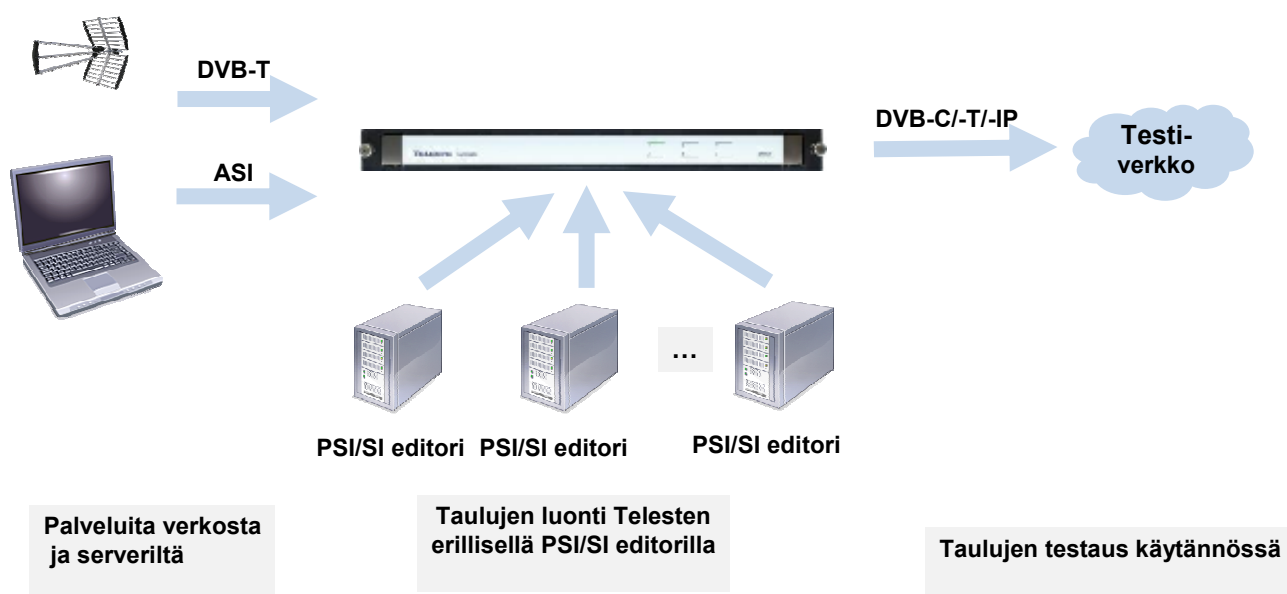 DVB-T
DVB-C/-T/-IP
Testi-
verkko
ASI
...
PSI/SI editori PSI/SI editori PSI/SI editori
Palveluita verkosta
ja serveriltä
Taulujen luonti Telesten
erillisellä PSI/SI editorilla
Taulujen testaus käytännössä